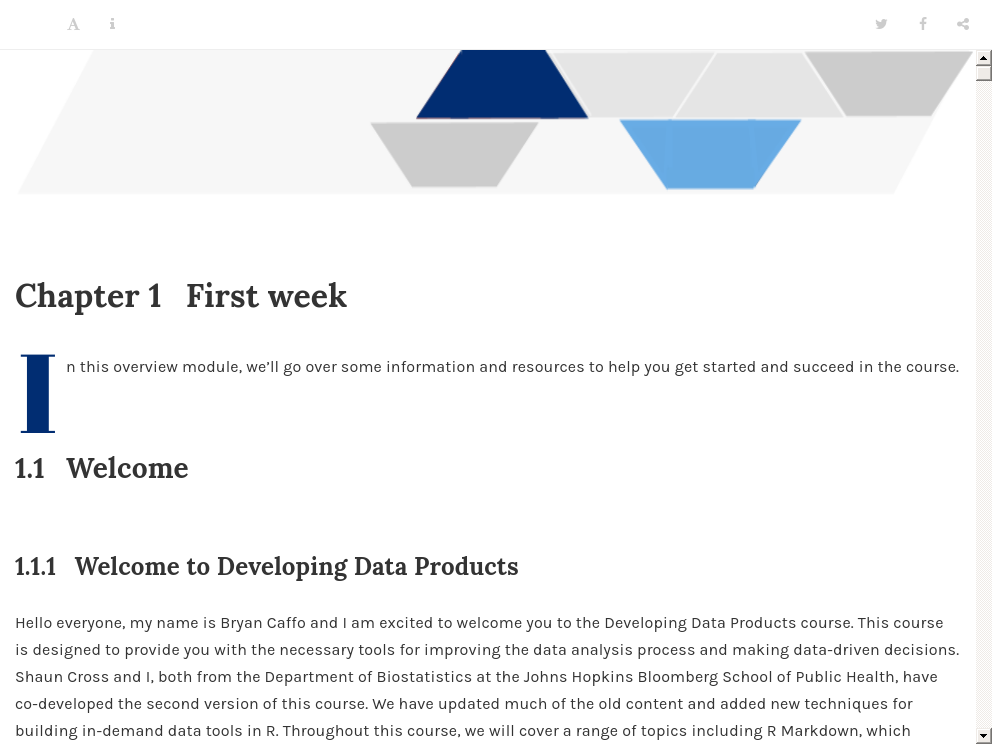 Chapter 1 First week
In this overview module, we’ll go over some information and resources to help you get started and succeed in the course.
1.1 Welcome
1.1.1 Welcome to Developing Data Products
Hello everyone, my name is Bryan Caffo and I am excited to welcome you to the Developing Data Products course. This course
is designed to provide you with the necessary tools for improving the data analysis process and making data-driven decisions.
Shaun Cross and I, both from the Department of Biostatistics at the Johns Hopkins Bloomberg School of Public Health, have
co-developed the second version of this course. We have updated much of the old content and added new techniques for
building in-demand data tools in R. Throughout this course, we will cover a range of topics including R Markdown, which